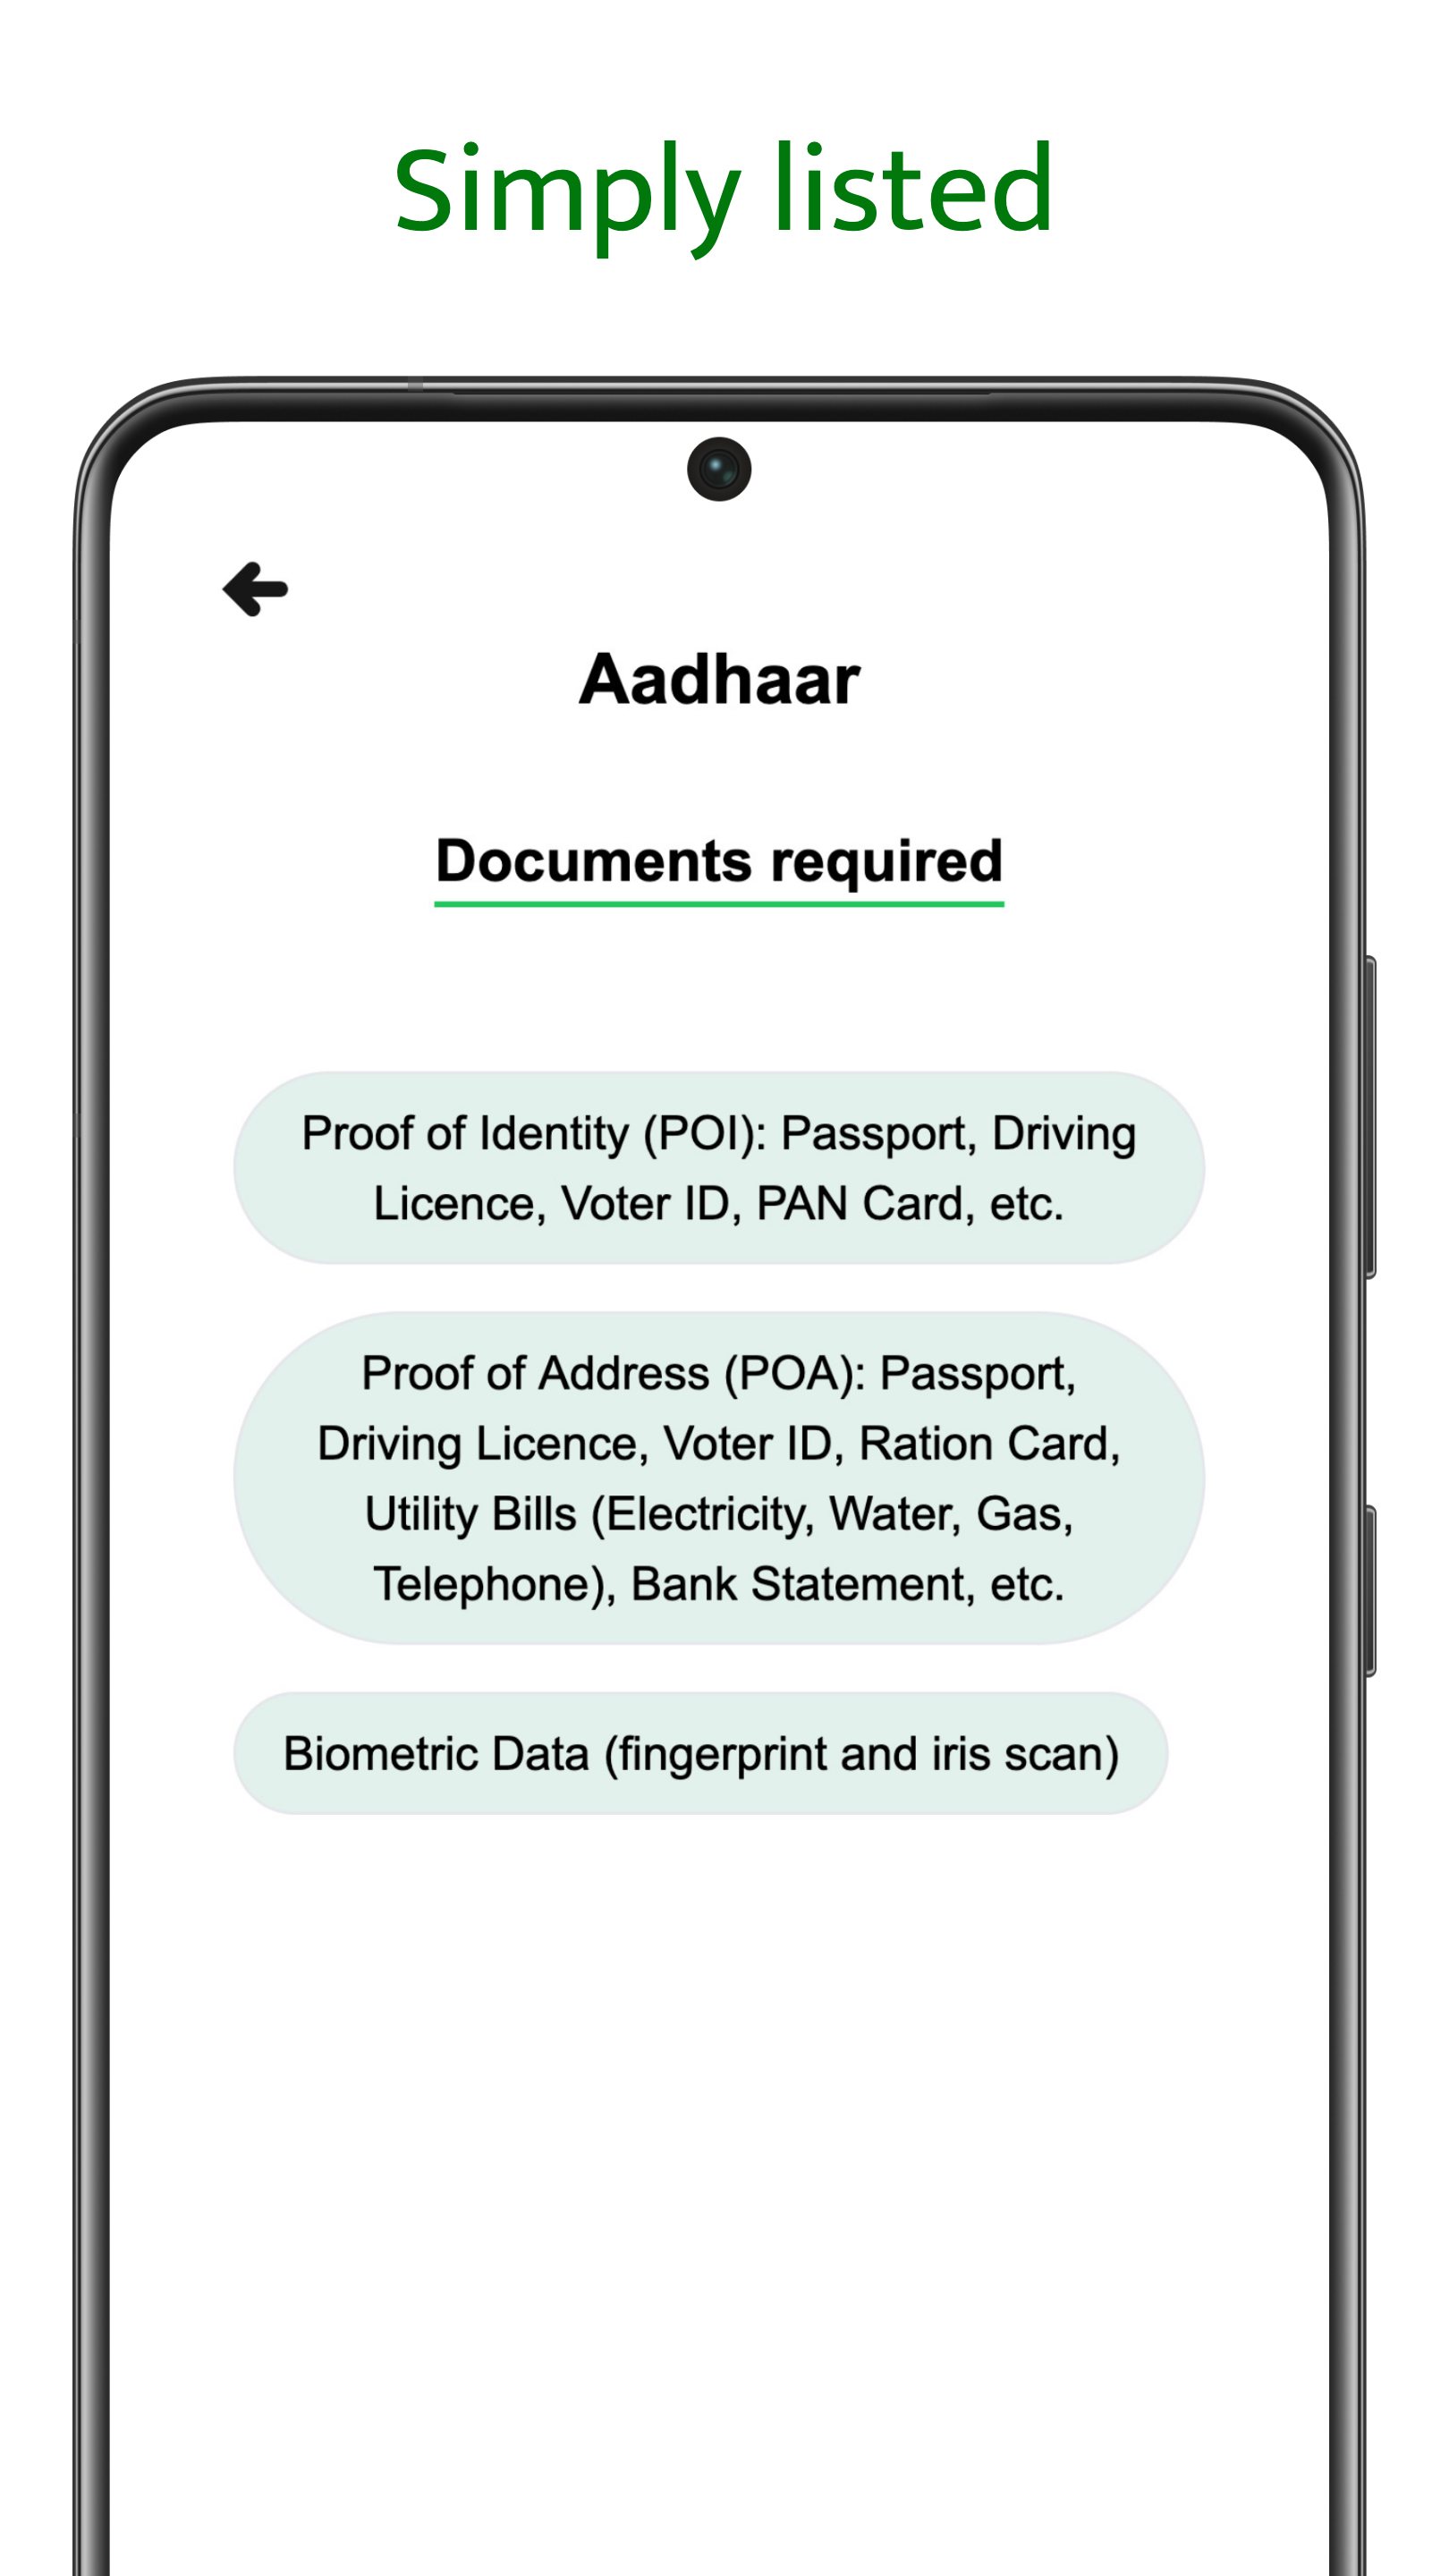 Simply listed
Aadhaar
Documents required
Proof of Identity (POI): Passport, Driving
Licence, Voter ID, PAN Card, etc.
Proof of Address (POA): Passport,
Driving Licence, Voter ID, Ration Card,
Utility Bills (Electricity, Water, Gas,
Telephone), Bank Statement, etc.
Biometric Data (fingerprint and iris scan)